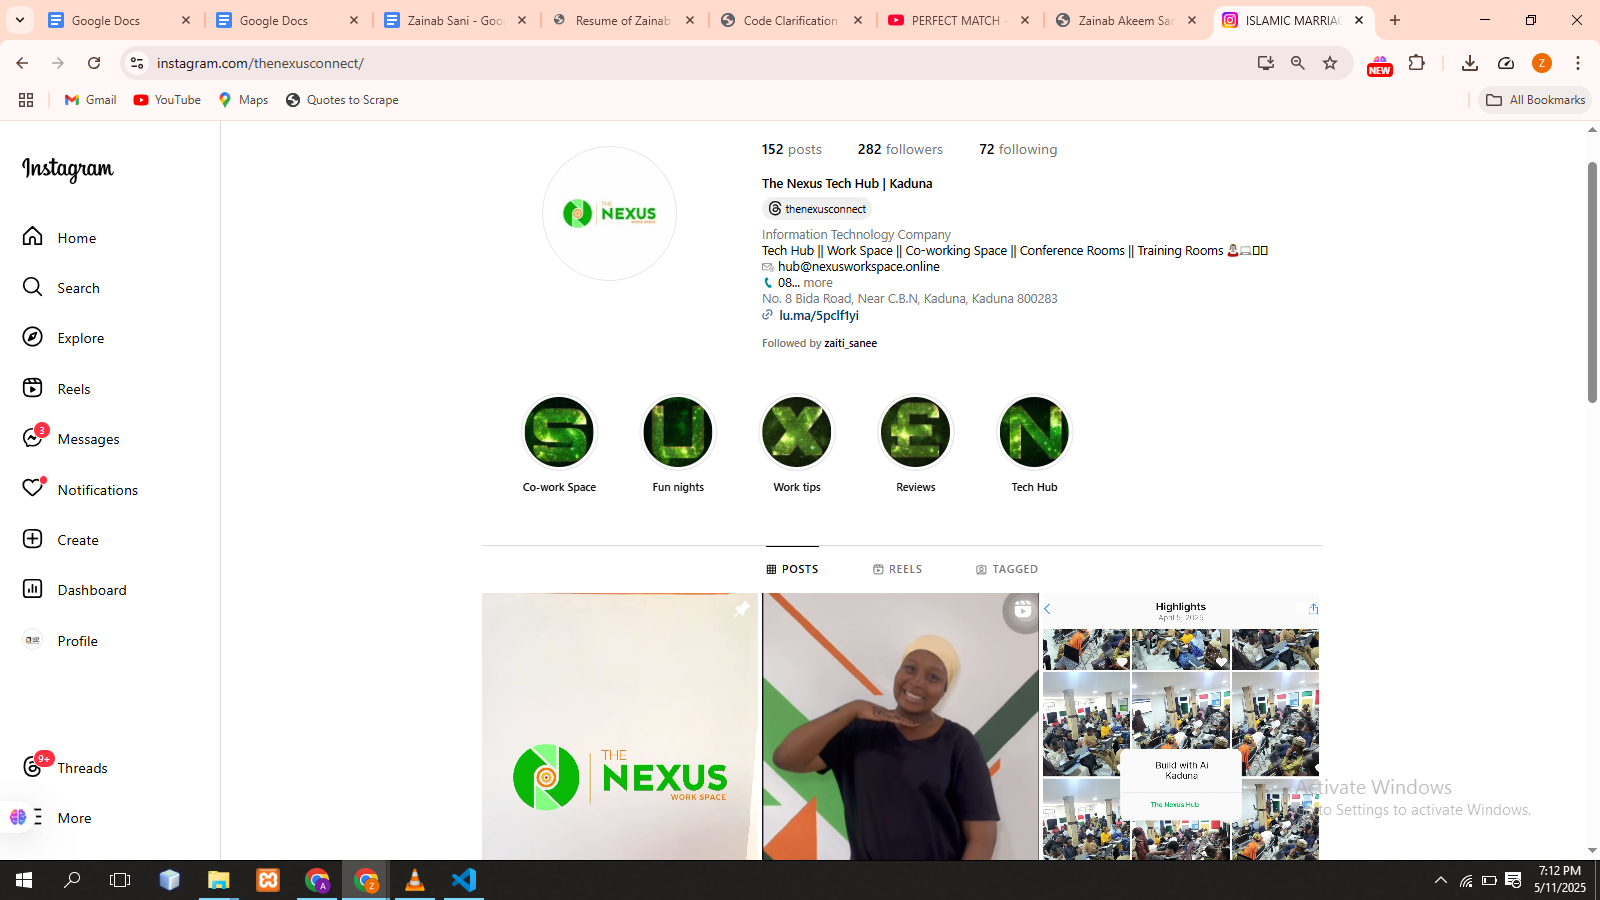 Google Docs
Google Docs
Zainab Sani - Goo
Resume of Zainab
Code Clarification
PERFECT MATCH -
Zainab Akeem Sar
ISLAMIC MARRIAG
instagram.com/thenexusconnect/
NEW
Z
Gmail
YouTube
Maps
Quotes to Scrape
All Bookmarks
Instagram
Home
Search
Explore
Reels
3
Messages
Notifications
Create
Dashboard
Profile
9+
Threads
More
152 posts
282 followers
72 following
The Nexus Tech Hub | Kaduna
thenexusconnect
Information Technology Company
Tech Hub || Work Space || Co-working Space || Conference Rooms || Training Rooms
hub@nexusworkspace.online
08... more
No. 8 Bida Road, Near C.B.N, Kaduna, Kaduna 800283
lu.ma/5pclf1yi
Followed by zaiti_sanee
THE
NEXUS
WORK SPACE
S
U
X
E
N
Co-work Space
Fun nights
Work tips
Reviews
Tech Hub
POSTS
REELS
TAGGED
THE
NEXUS
WORK SPACE
Highlights
April 5, 2025
Build with Ai
Kaduna
The Nexus Hub
Activate Windows
to Settings to activate Windows.
A
Z
7:12 PM
5/11/2025